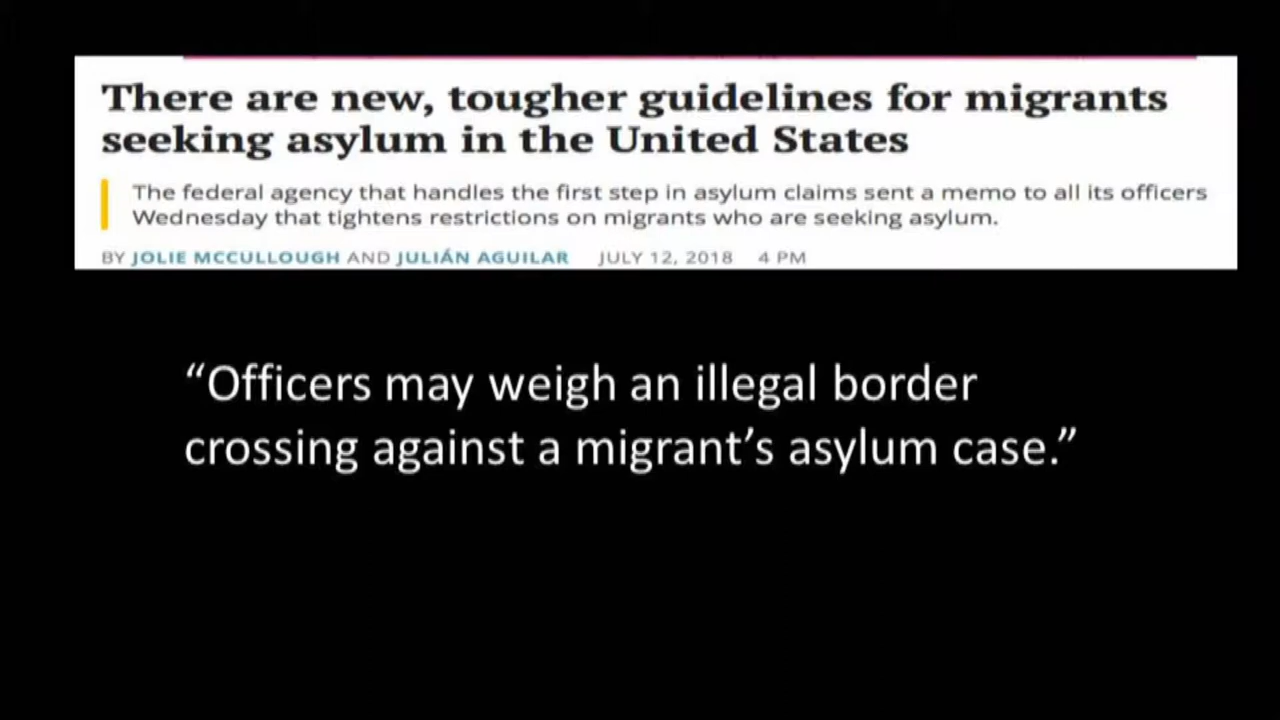 There are new, tougher guidelines for migrants
seeking asylum in the United States
The federal agency that handles the first step in asylum claims sent a memo to all its officers
Wednesday that tightens restrictions on migrants who are seeking asylum.
BY JOLIE MCCULLOUGH AND JULIÁN AGUILAR JULY 12, 2018 4 PM
“Officers may weigh an illegal border
crossing against a migrant’s asylum case.”